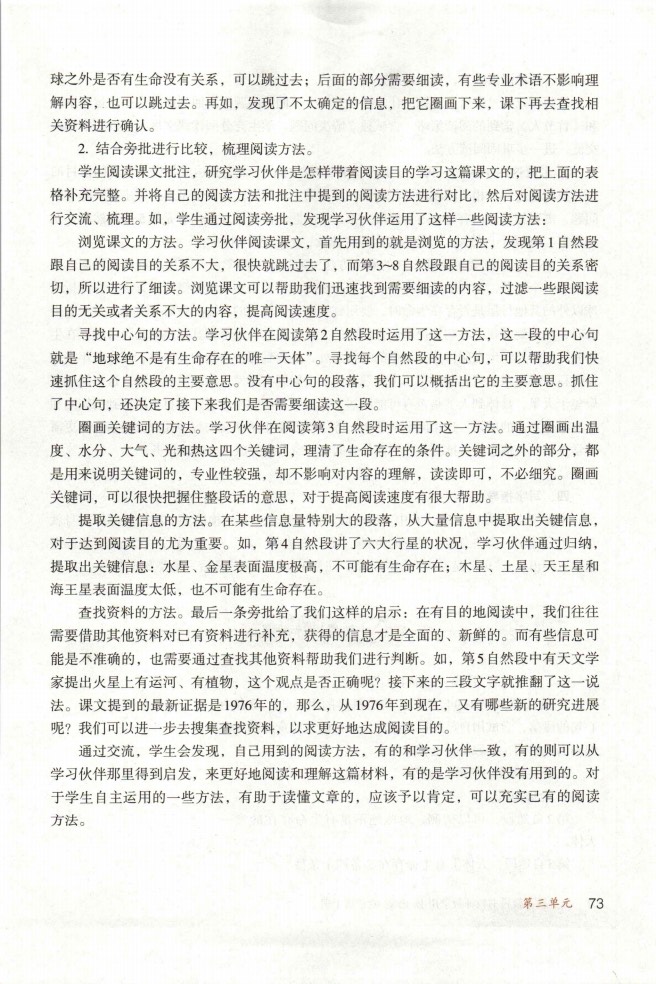 球之外是否有生命没有关系，可以跳过去；后面的部分需要细读，有些专业术语不影响理
解内容，也可以跳过去。再如，发现了不太确定的信息，把它圈画下来，课下再去查找相
关资料进行确认。
2. 结合旁批进行比较，梳理阅读方法。
学生阅读课文批注，研究学习伙伴是怎样带着阅读目的学习这篇课文的，把上面的表
格补充完整。并将自己的阅读方法和批注中提到的阅读方法进行对比，然后对阅读方法进
行交流、梳理。如，学生通过阅读旁批，发现学习伙伴运用了这样一些阅读方法：
浏览课文的方法。学习伙伴阅读课文，首先用到的就是浏览的方法，发现第1自然段
跟自己的阅读目的关系不大，很快就跳过去了，而第3~8自然段跟自己的阅读目的关系密
切，所以进行了细读。浏览课文可以帮助我们迅速找到需要细读的内容，过滤一些跟阅读
目的无关或者关系不大的内容，提高阅读速度。
寻找中心句的方法。学习伙伴在阅读第2自然段时运用了这一方法，这一段的中心句
就是“地球绝不是有生命存在的唯一天体”。寻找每个自然段的中心句，可以帮助我们快
速抓住这个自然段的主要意思。没有中心句的段落，我们可以概括出它的主要意思。抓住
了中心句，还决定了接下来我们是否需要细读这一段。
圈画关键词的方法。学习伙伴在阅读第3自然段时运用了这一方法。通过圈画出温
度、水分、大气、光和热这四个关键词，理清了生命存在的条件。关键词之外的部分，都
是用来说明关键词的，专业性较强，却不影响对内容的理解，读读即可，不必细究。圈画
关键词，可以很快把握住整段话的意思，对于提高阅读速度有很大帮助。
提取关键信息的方法。在某些信息量特别大的段落，从大量信息中提取出关键信息，
对于达到阅读目的尤为重要。如，第4自然段讲了六大行星的状况，学习伙伴通过归纳，
提取出关键信息：水星、金星表面温度极高，不可能有生命存在；木星、土星、天王星和
海王星表面温度太低，也不可能有生命存在。
查找资料的方法。最后一条旁批给了我们这样的启示：在有目的地阅读中，我们往往
需要借助其他资料对已有资料进行补充，获得的信息才是全面的、新鲜的。而有些信息可
能是不准确的，也需要通过查找其他资料帮助我们进行判断。如，第5自然段中有天文学
家提出火星上有运河、有植物，这个观点是否正确呢？接下来的三段文字就推翻了这一说
法。课文提到的最新证据是1976年的，那么，从1976年到现在，又有哪些新的研究进展
呢？我们可以进一步去搜集查找资料，以求更好地达成阅读目的。
通过交流，学生会发现，自己用到的阅读方法，有的和学习伙伴一致，有的则可以从
学习伙伴那里得到启发，来更好地阅读和理解这篇材料，有的是学习伙伴没有用到的。对
于学生自主运用的一些方法，有助于读懂文章的，应该予以肯定，可以充实已有的阅读
方法。
第三单元 73